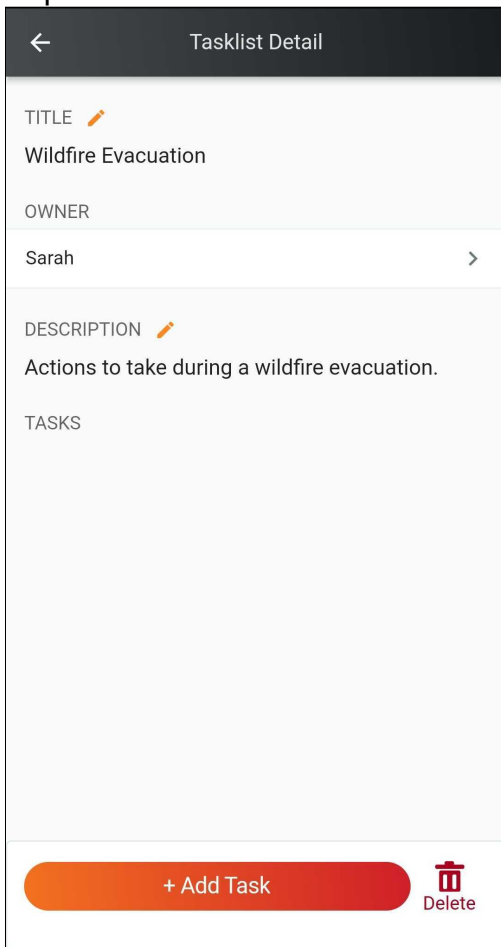 Tasklist Detail
TITLE
Wildfire Evacuation
OWNER
Sarah
DESCRIPTION
Actions to take during a wildfire evacuation.
TASKS
+ Add Task
Delete